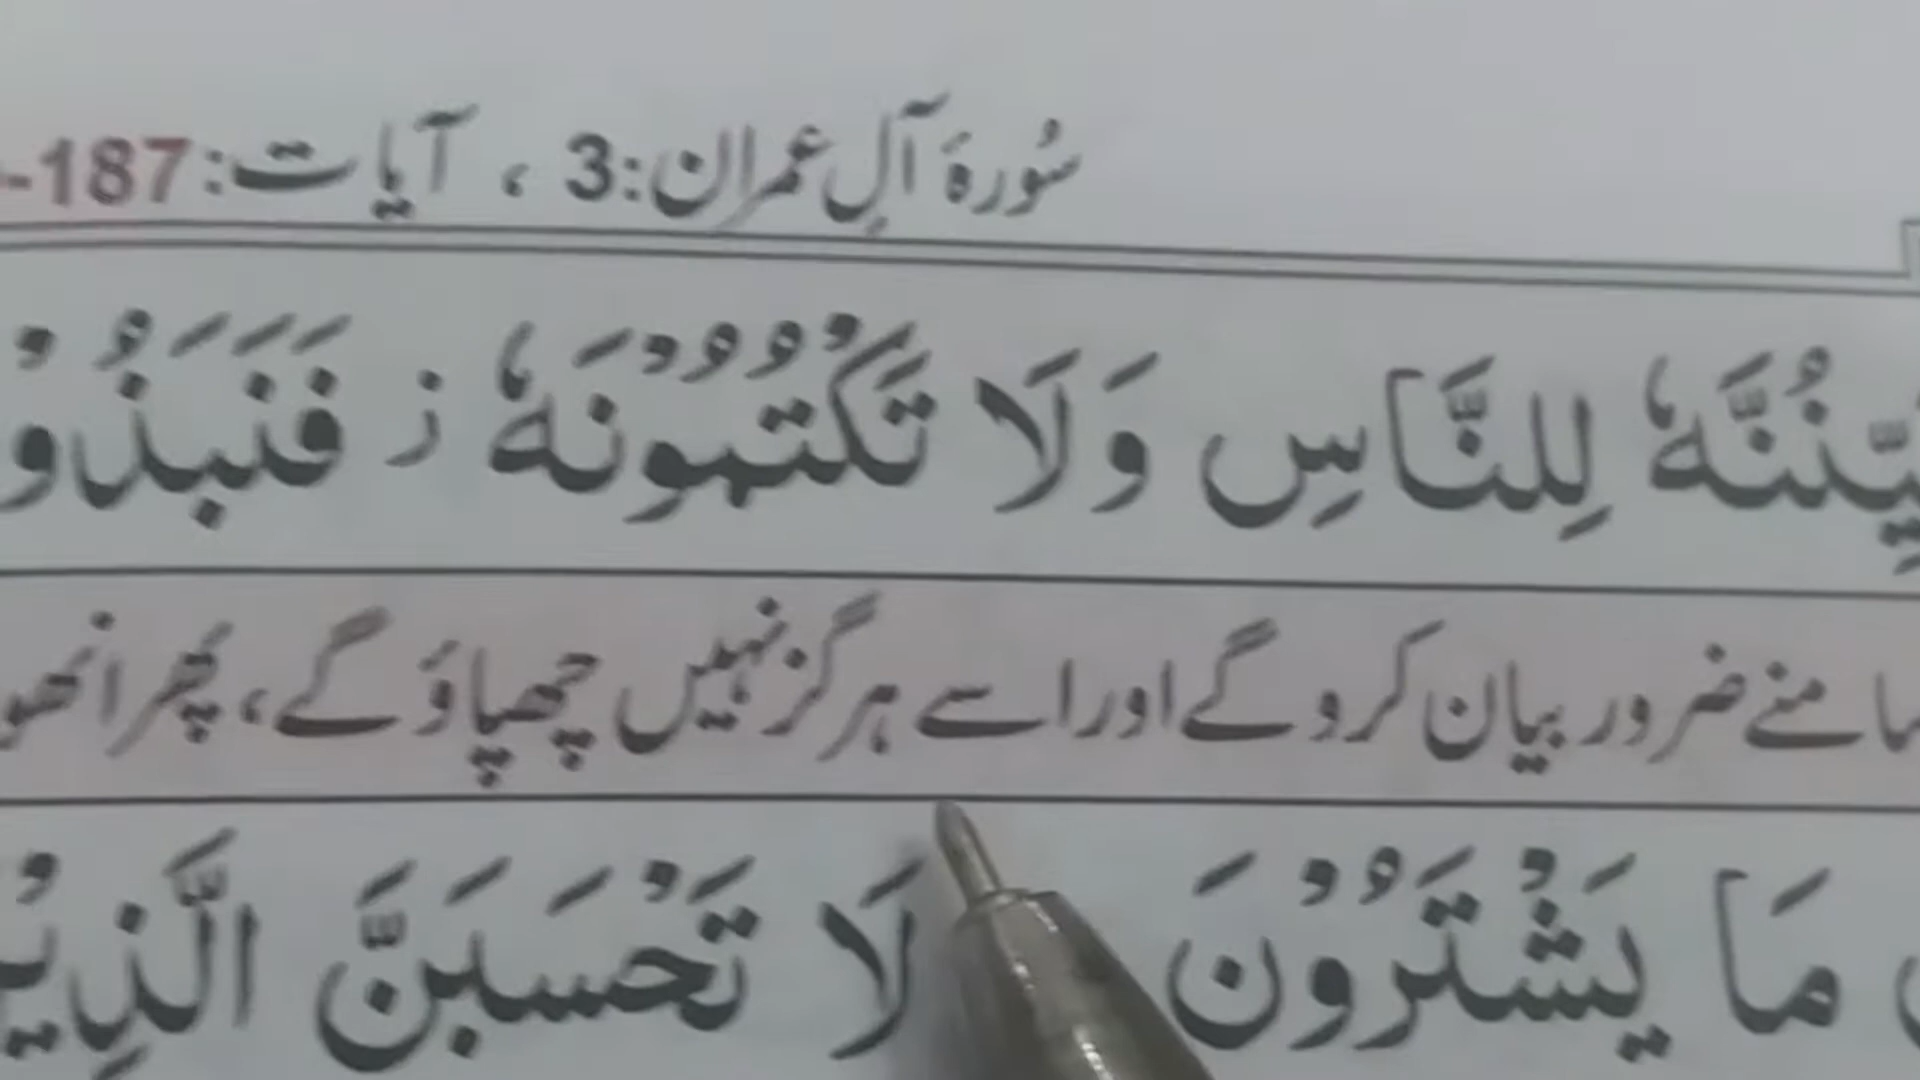 سُورۂ آلِ عمران:3 ، آیات:187-
لِلنَّاسِ وَلَا تَكْتُمُوْنَهٗ ز فَنَبَذُوْ
سامنے ضرور بیان کرو گے اور اسے ہرگز نہیں چھپاؤ گے، پھر انھو
مَا يَشْتَرُوْنَ لَا تَحْسَبَنَّ الَّذِيْ